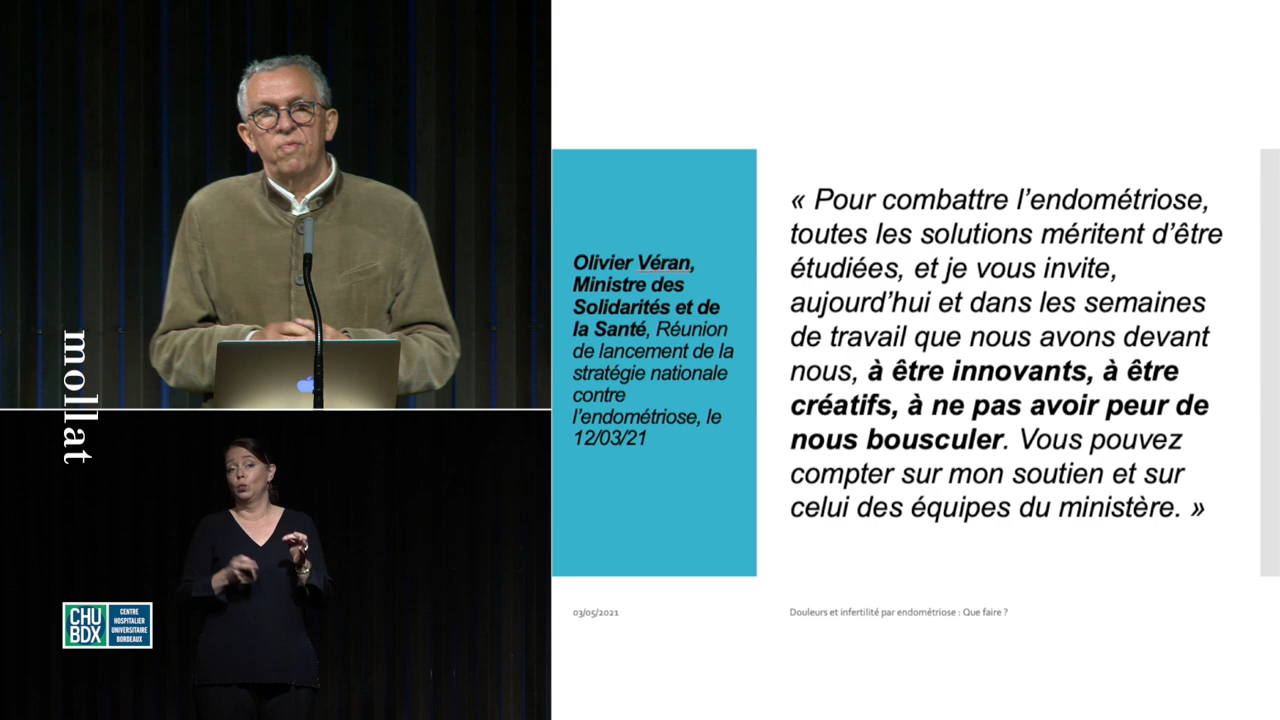 mollat
CHU
BDX
CENTRE
HOSPITALIER
UNIVERSITAIRE
BORDEAUX
Olivier Véran,
Ministre des
Solidarités et de
la Santé, Réunion
de lancement de la
stratégie nationale
contre
l’endométriose, le
12/03/21
« Pour combattre l’endométriose,
toutes les solutions méritent d’être
étudiées, et je vous invite,
aujourd’hui et dans les semaines
de travail que nous avons devant
nous, à être innovants, à être
créatifs, à ne pas avoir peur de
nous bousculer. Vous pouvez
compter sur mon soutien et sur
celui des équipes du ministère. »
03/05/2021
Douleurs et infertilité par endométriose : Que faire ?